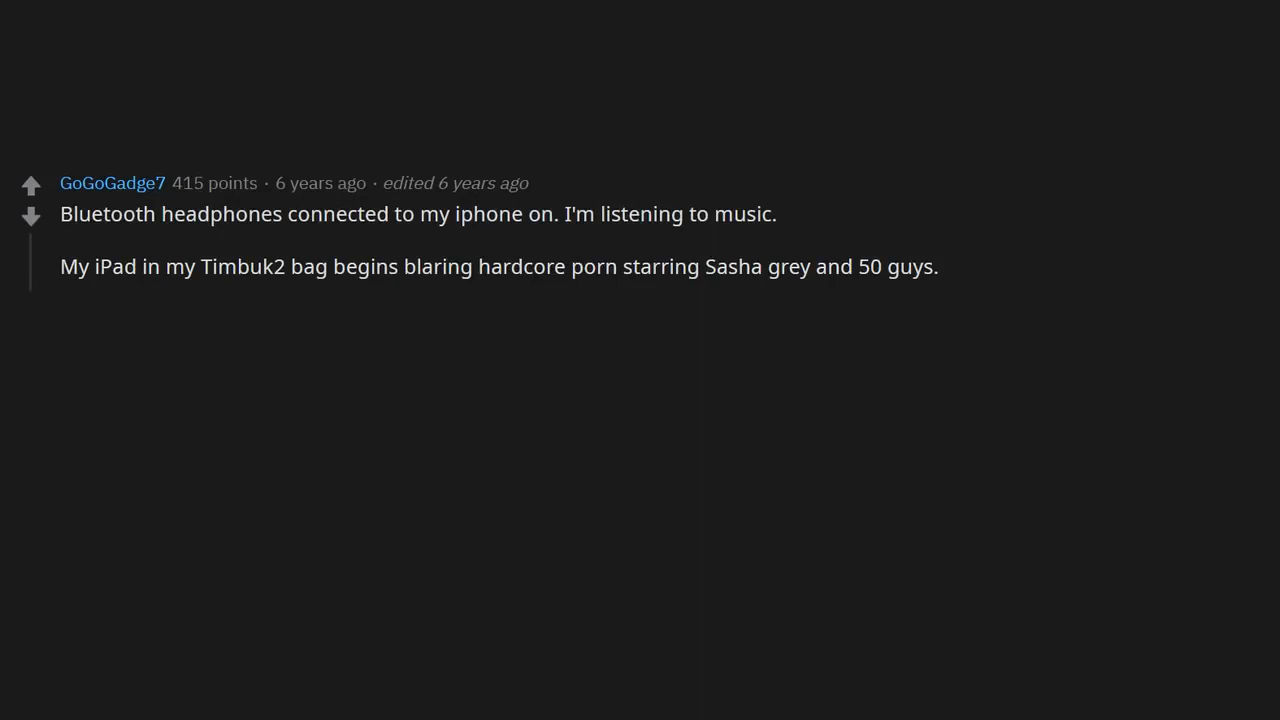 GoGoGadge7 415 points · 6 years ago · edited 6 years ago
Bluetooth headphones connected to my iphone on. I'm listening to music.
My iPad in my Timbuk2 bag begins blaring hardcore porn starring Sasha grey and 50 guys.